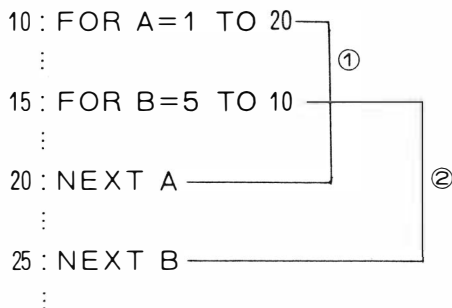 10 : FOR A=1 TO 20
⋮
①
15 : FOR B=5 TO 10
⋮
20 : NEXT A
②
⋮
25 : NEXT B
⋮